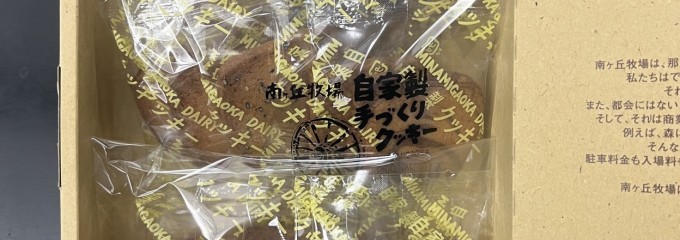 南ヶ丘牧場
自家製
手づくり
クッキー
MINAMIGAOKA DAIRY
南ヶ丘牧場は、那
私たちはで
それ
また、都会にはない
そして、それは商業
例えば、森に
そんな
駐車料金も入場料
南ヶ丘牧場は